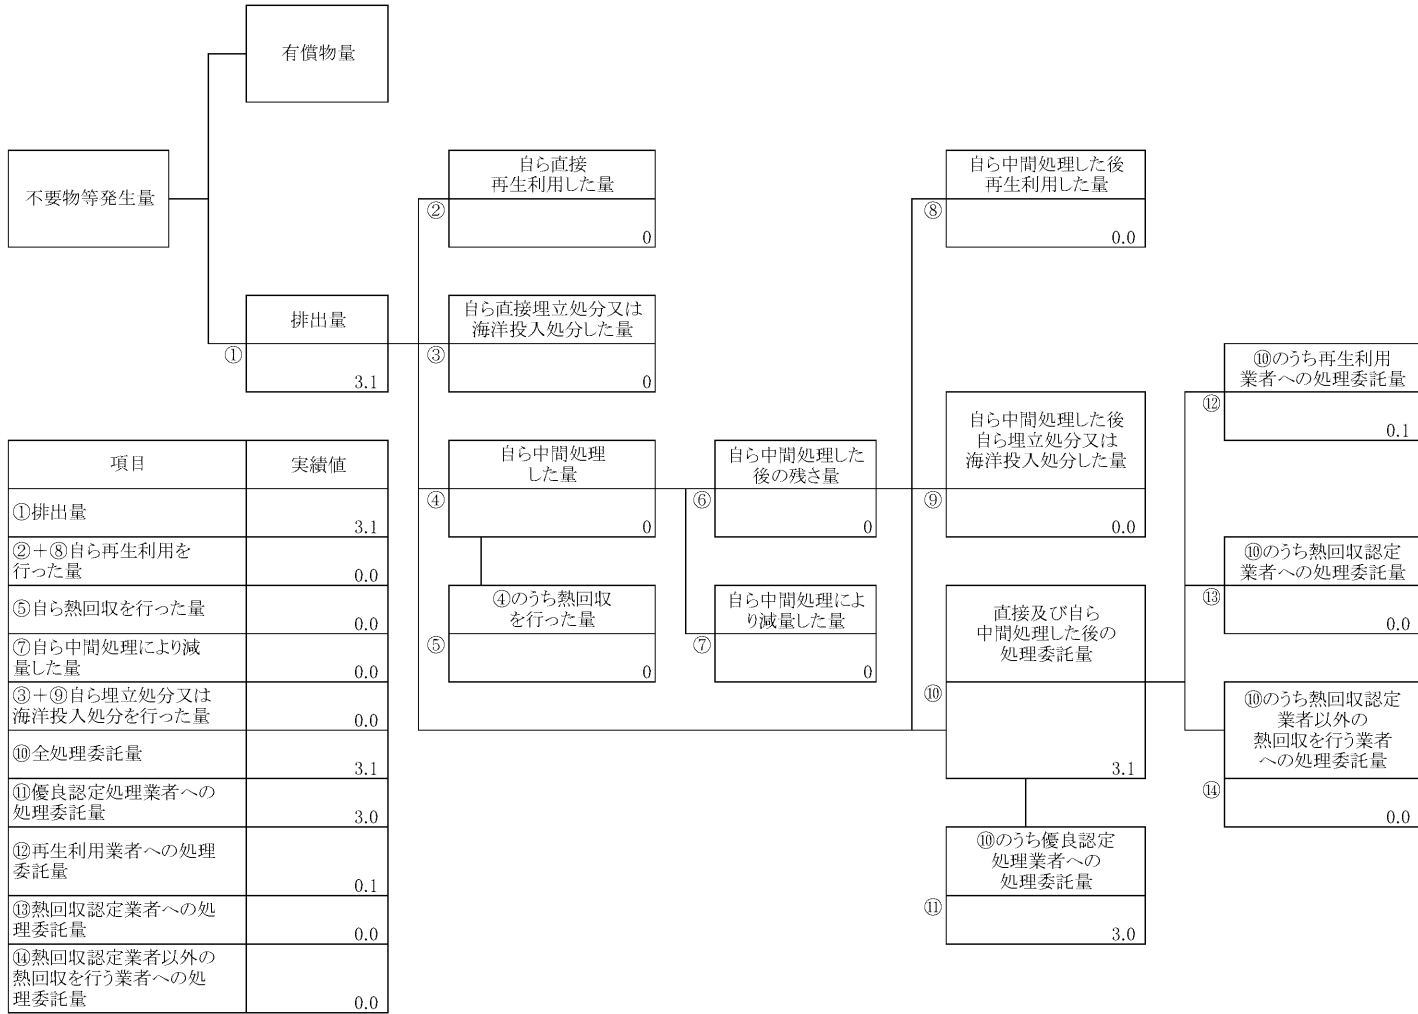 有償物量
不要物等発生量
排出量
①
3.1
自ら直接
再生利用した量
②
0
自ら直接埋立処分又は
海洋投入処分した量
③
0
自ら中間処理
した量
④
0
④のうち熱回収
を行った量
⑤
0
自ら中間処理した
後の残さ量
⑥
0
自ら中間処理によ
り減量した量
⑦
0
自ら中間処理した後
再生利用した量
⑧
0.0
自ら中間処理した後
自ら埋立処分又は
海洋投入処分した量
⑨
0.0
直接及び自ら
中間処理した後の
処理委託量
⑩
3.1
⑩のうち優良認定
処理業者への
処理委託量
⑪
3.0
⑩のうち再生利用
業者への処理委託量
⑫
0.1
⑩のうち熱回収認定
業者への処理委託量
⑬
0.0
⑩のうち熱回収認定
業者以外の
熱回収を行う業者
への処理委託量
⑭
0.0
項目 実績値
①排出量
3.1
②＋⑧自ら再生利用を
行った量
0.0
⑤自ら熱回収を行った量
0.0
⑦自ら中間処理により減
量した量
0.0
③＋⑨自ら埋立処分又は
海洋投入処分を行った量
0.0
⑩全処理委託量
3.1
⑪優良認定処理業者への
処理委託量
3.0
⑫再生利用業者への処理
委託量
0.1
⑬熱回収認定業者への処
理委託量
0.0
⑭熱回収認定業者以外の
熱回収を行う業者への処
理委託量
0.0